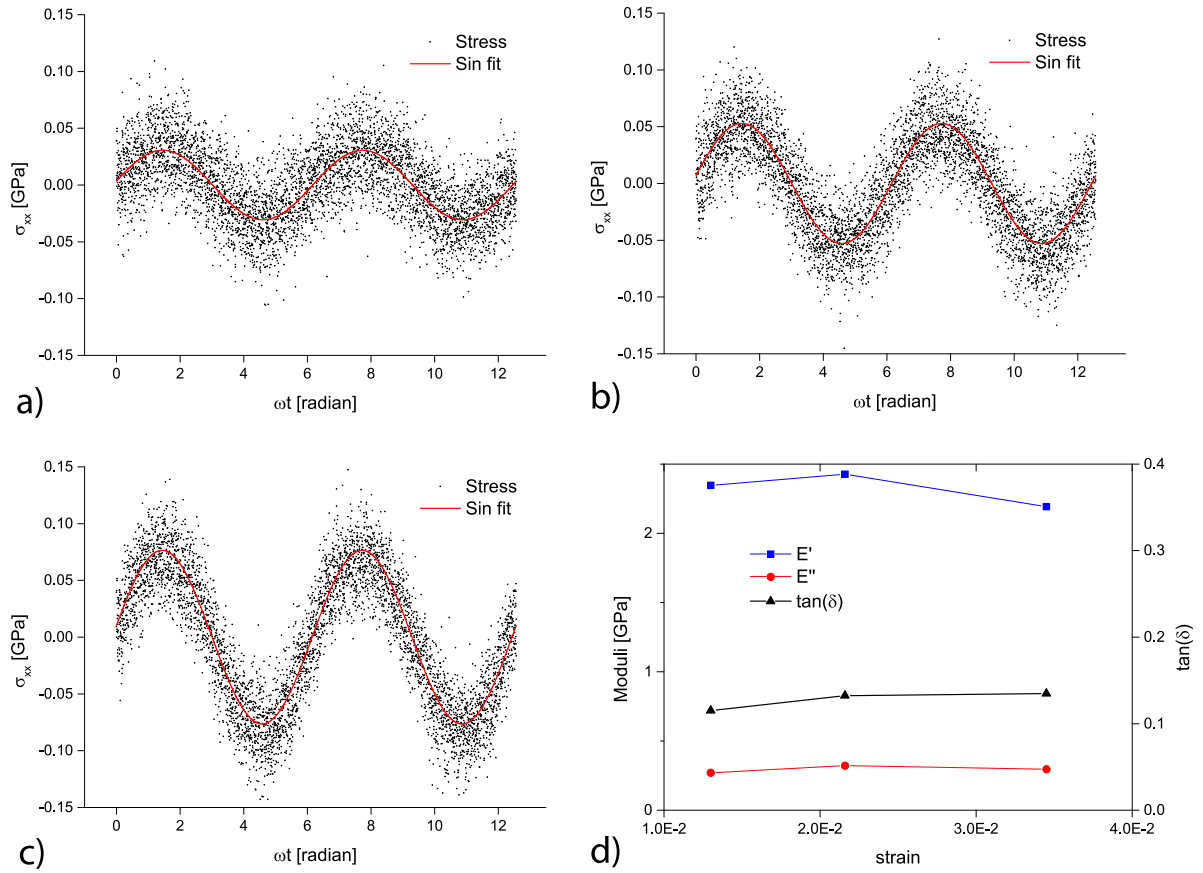 0.15
0.10
0.05
0.00
−0.05
−0.10
−0.15
σxx [GPa]
Stress
Sin fit
0 2 4 6 8 10 12
ωt [radian]
a)
0.15
0.10
0.05
0.00
−0.05
−0.10
−0.15
σxx [GPa]
Stress
Sin fit
0 2 4 6 8 10 12
ωt [radian]
b)
0.15
0.10
0.05
0.00
−0.05
−0.10
−0.15
σxx [GPa]
Stress
Sin fit
0 2 4 6 8 10 12
ωt [radian]
c)
2
1
0
Moduli [GPa]
E'
E"
tan(δ)
0.4
0.3
0.2
0.1
0.0
tan(δ)
1.0E-2 2.0E-2 3.0E-2 4.0E-2
strain
d)